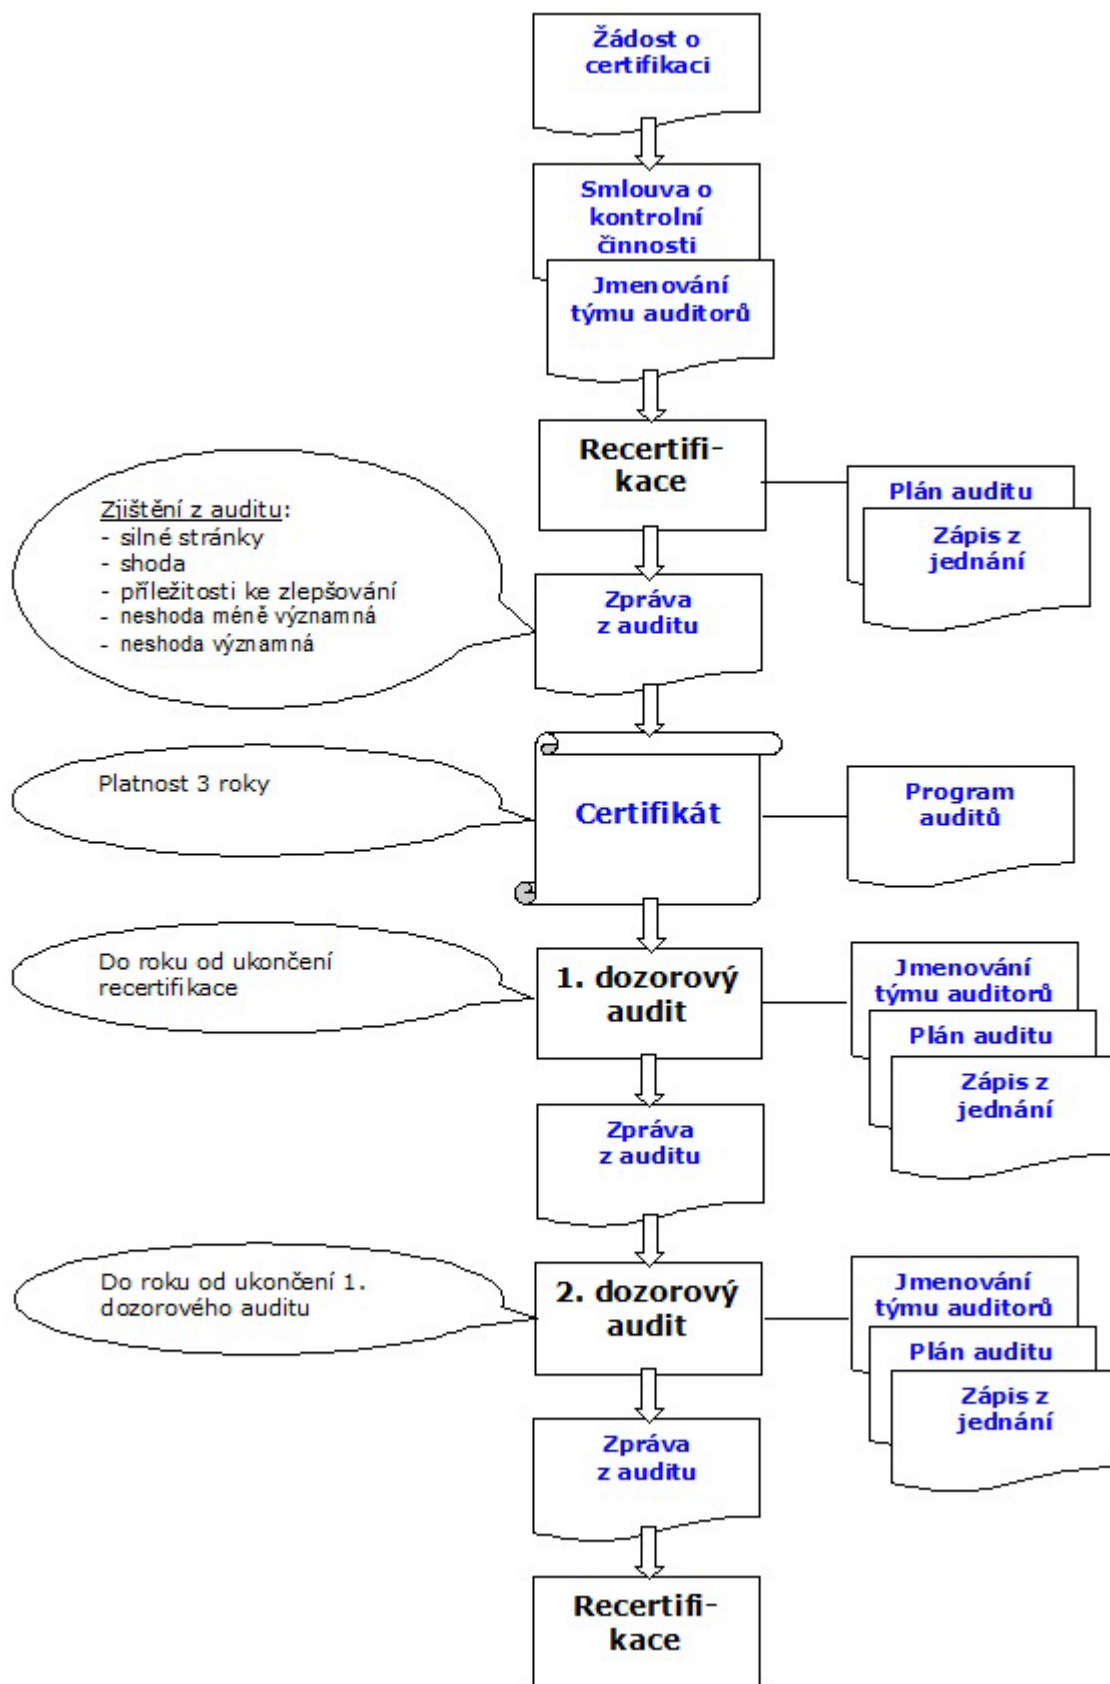 Žádost o
certifikaci
Smlouva o
kontrolní
činnosti
Jmenování
týmu auditorů
Recertifi-
kace
Plán auditu
Zápis z
jednání
Zjištění z auditu:
- silné stránky
- shoda
- příležitosti ke zlepšování
- neshoda méně významná
- neshoda významná
Zpráva
z auditu
Platnost 3 roky
Certifikát
Program
auditů
Do roku od ukončení
recertifikace
1. dozorový
audit
Jmenování
týmu auditorů
Plán auditu
Zápis z
jednání
Zpráva
z auditu
Do roku od ukončení 1.
dozorového auditu
2. dozorový
audit
Jmenování
týmu auditorů
Plán auditu
Zápis z
jednání
Zpráva
z auditu
Recertifi-
kace